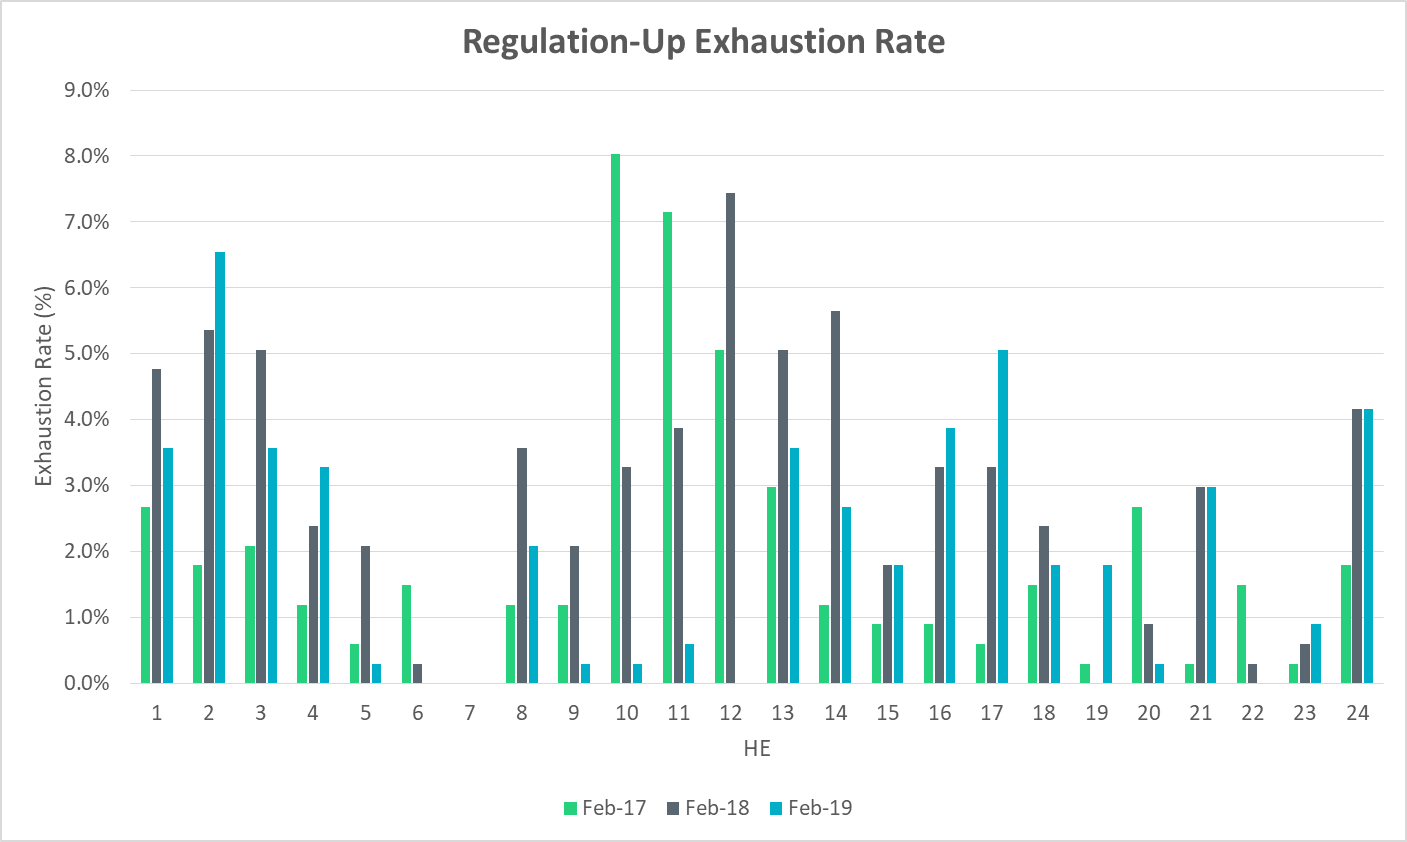 Regulation-Up Exhaustion Rate
9.0%
8.0%
7.0%
6.0%
5.0%
4.0%
3.0%
2.0%
1.0%
0.0%
Exhaustion Rate (%)
1 2 3 4 5 6 7 8 9 10 11 12 13 14 15 16 17 18 19 20 21 22 23 24
HE
Feb-17 Feb-18 Feb-19